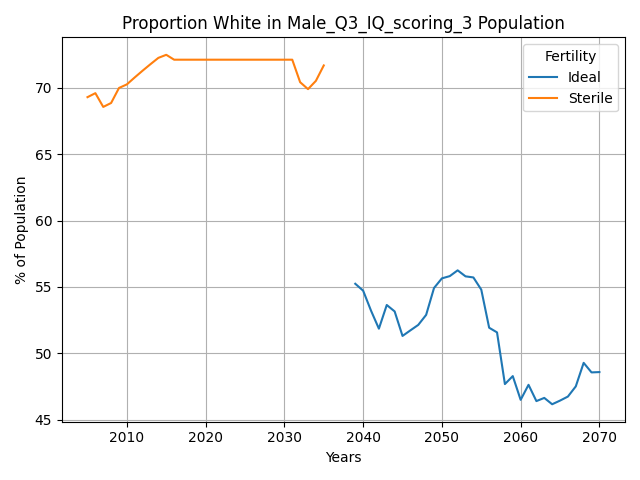 Proportion White in Male_Q3_IQ_scoring_3 Population
Fertility
Ideal
Sterile
% of Population
70
65
60
55
50
45
2010 2020 2030 2040 2050 2060 2070
Years